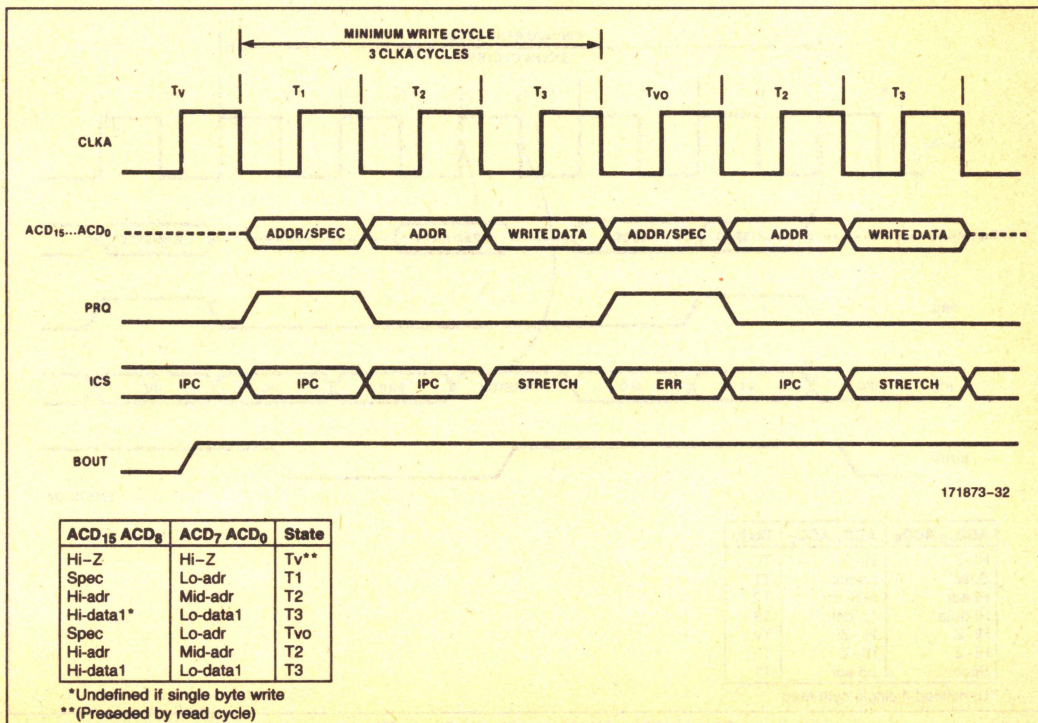 MINIMUM WRITE CYCLE
3 CLKA CYCLES
TV T1 T2 T3 TVO T2 T3
CLKA
ACD15...ACD0 ADDR/SPEC ADDR WRITE DATA ADDR/SPEC ADDR WRITE DATA
PRQ
ICS IPC IPC IPC STRETCH ERR IPC STRETCH
BOUT
171873-32
ACD15 ACD8 ACD7 ACD0 State
Hi-Z Hi-Z Tv**
Spec Lo-adr T1
Hi-adr Mid-adr T2
Hi-data1* Lo-data1 T3
Spec Lo-adr Tvo
Hi-adr Mid-adr T2
Hi-data1 Lo-data1 T3
*Undefined if single byte write
**(Preceded by read cycle)